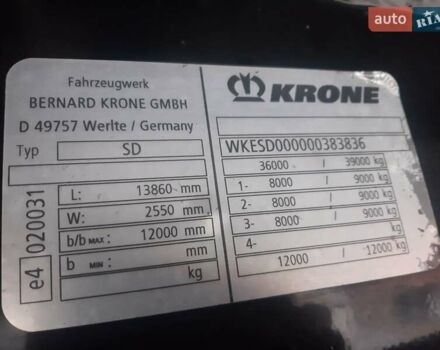 auto RIA
Fahrzeugwerk
BERNARD KRONE GMBH
D 49757 Werlte / Germany
Typ SD
e4 020031
L: 13860 mm
W: 2550 mm
b/b MAX: 12000 mm
b MIN: mm
kg
KRONE
WKESD000000383836
36000 / 39000 kg
1- 8000 / 9000 kg
2- 8000 / 9000 kg
3- 8000 / 9000 kg
4- / kg
12000 / 12000 kg